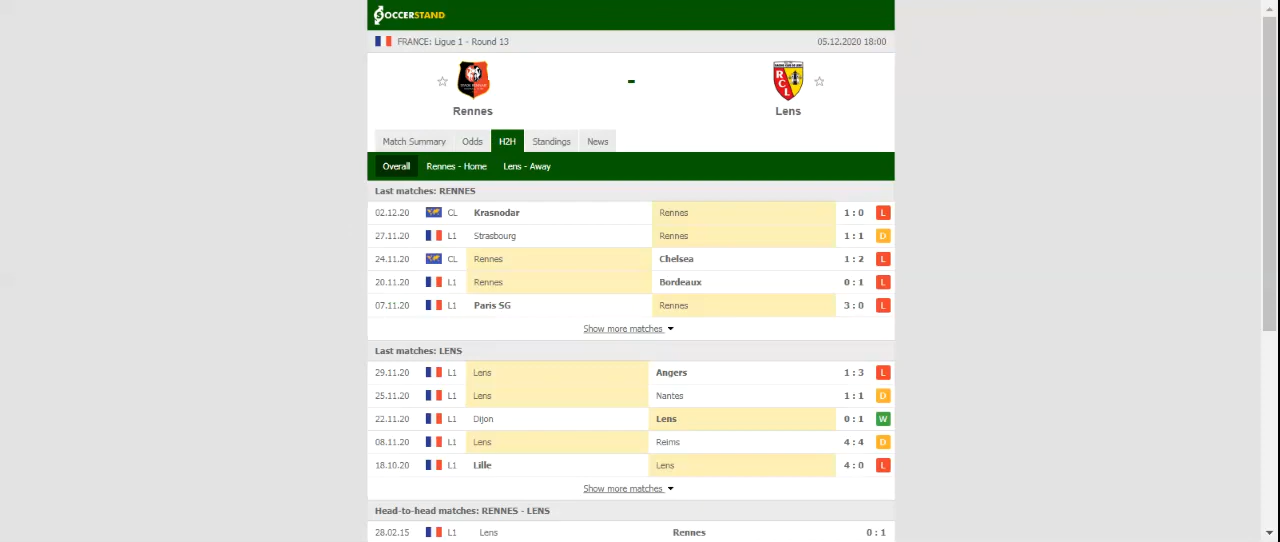 SOCCERSTAND
FRANCE: Ligue 1 - Round 13 05.12.2020 18:00
-
Rennes Lens
Match Summary Odds H2H Standings News
Overall Rennes - Home Lens - Away
Last matches: RENNES
02.12.20 CL Krasnodar Rennes 1 : 0 L
27.11.20 L1 Strasbourg Rennes 1 : 1 D
24.11.20 CL Rennes Chelsea 1 : 2 L
20.11.20 L1 Rennes Bordeaux 0 : 1 L
07.11.20 L1 Paris SG Rennes 3 : 0 L
Show more matches
Last matches: LENS
29.11.20 L1 Lens Angers 1 : 3 L
25.11.20 L1 Lens Nantes 1 : 1 D
22.11.20 L1 Dijon Lens 0 : 1 W
08.11.20 L1 Lens Reims 4 : 4 D
18.10.20 L1 Lille Lens 4 : 0 L
Show more matches
Head-to-head matches: RENNES - LENS
28.02.15 L1 Lens Rennes 0 : 1